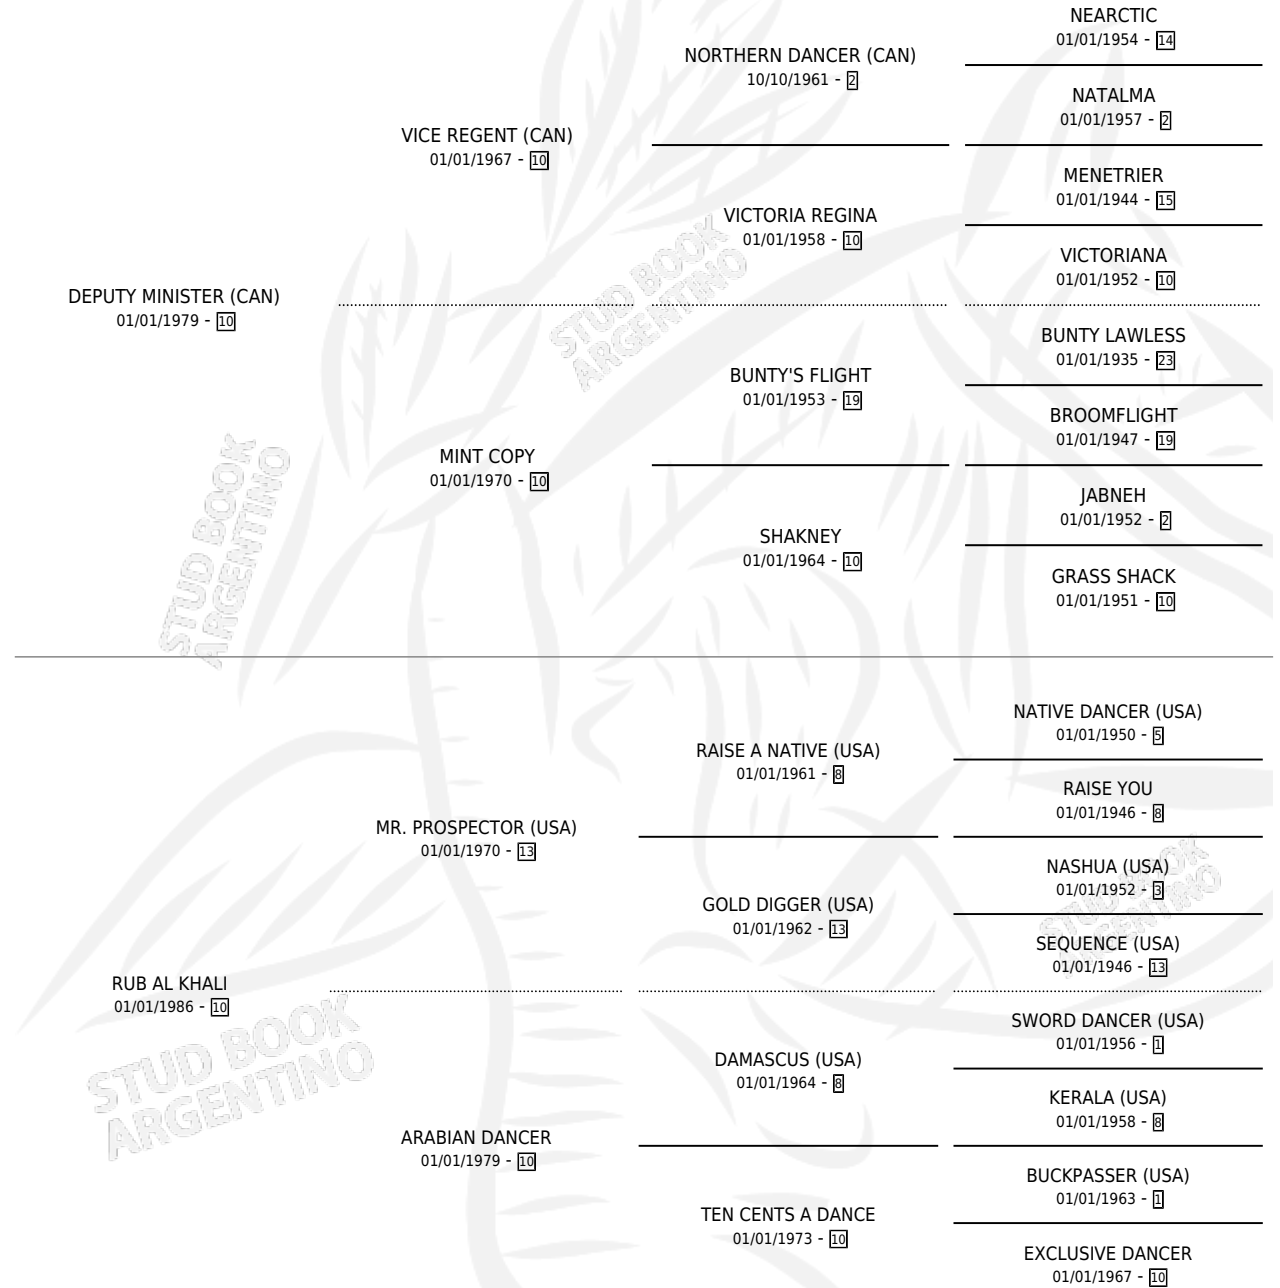 NEARCTIC
01/01/1954 - 14
NORTHERN DANCER (CAN)
10/10/1961 - 2
NATALMA
01/01/1957 - 2
VICE REGENT (CAN)
01/01/1967 - 10
MENETRIER
01/01/1944 - 15
VICTORIA REGINA
01/01/1958 - 10
VICTORIANA
01/01/1952 - 10
DEPUTY MINISTER (CAN)
01/01/1979 - 10
STUD BOOK
ARGENTINO
BUNTY LAWLESS
01/01/1935 - 23
BUNTY'S FLIGHT
01/01/1953 - 19
BROOMFLIGHT
01/01/1947 - 19
MINT COPY
01/01/1970 - 10
JABNEH
01/01/1952 - 2
SHAKNEY
01/01/1964 - 10
GRASS SHACK
01/01/1951 - 10
STUD BOOK
ARGENTINO
NATIVE DANCER (USA)
01/01/1950 - 5
RAISE A NATIVE (USA)
01/01/1961 - 8
RAISE YOU
01/01/1946 - 8
MR. PROSPECTOR (USA)
01/01/1970 - 13
NASHUA (USA)
01/01/1952 - 3
GOLD DIGGER (USA)
01/01/1962 - 13
SEQUENCE (USA)
01/01/1946 - 13
STUD BOOK
ARGENTINO
RUB AL KHALI
01/01/1986 - 10
SWORD DANCER (USA)
01/01/1956 - 1
DAMASCUS (USA)
01/01/1964 - 8
KERALA (USA)
01/01/1958 - 8
STUD BOOK
ARGENTINO
ARABIAN DANCER
01/01/1979 - 10
BUCKPASSER (USA)
01/01/1963 - 1
TEN CENTS A DANCE
01/01/1973 - 10
EXCLUSIVE DANCER
01/01/1967 - 10